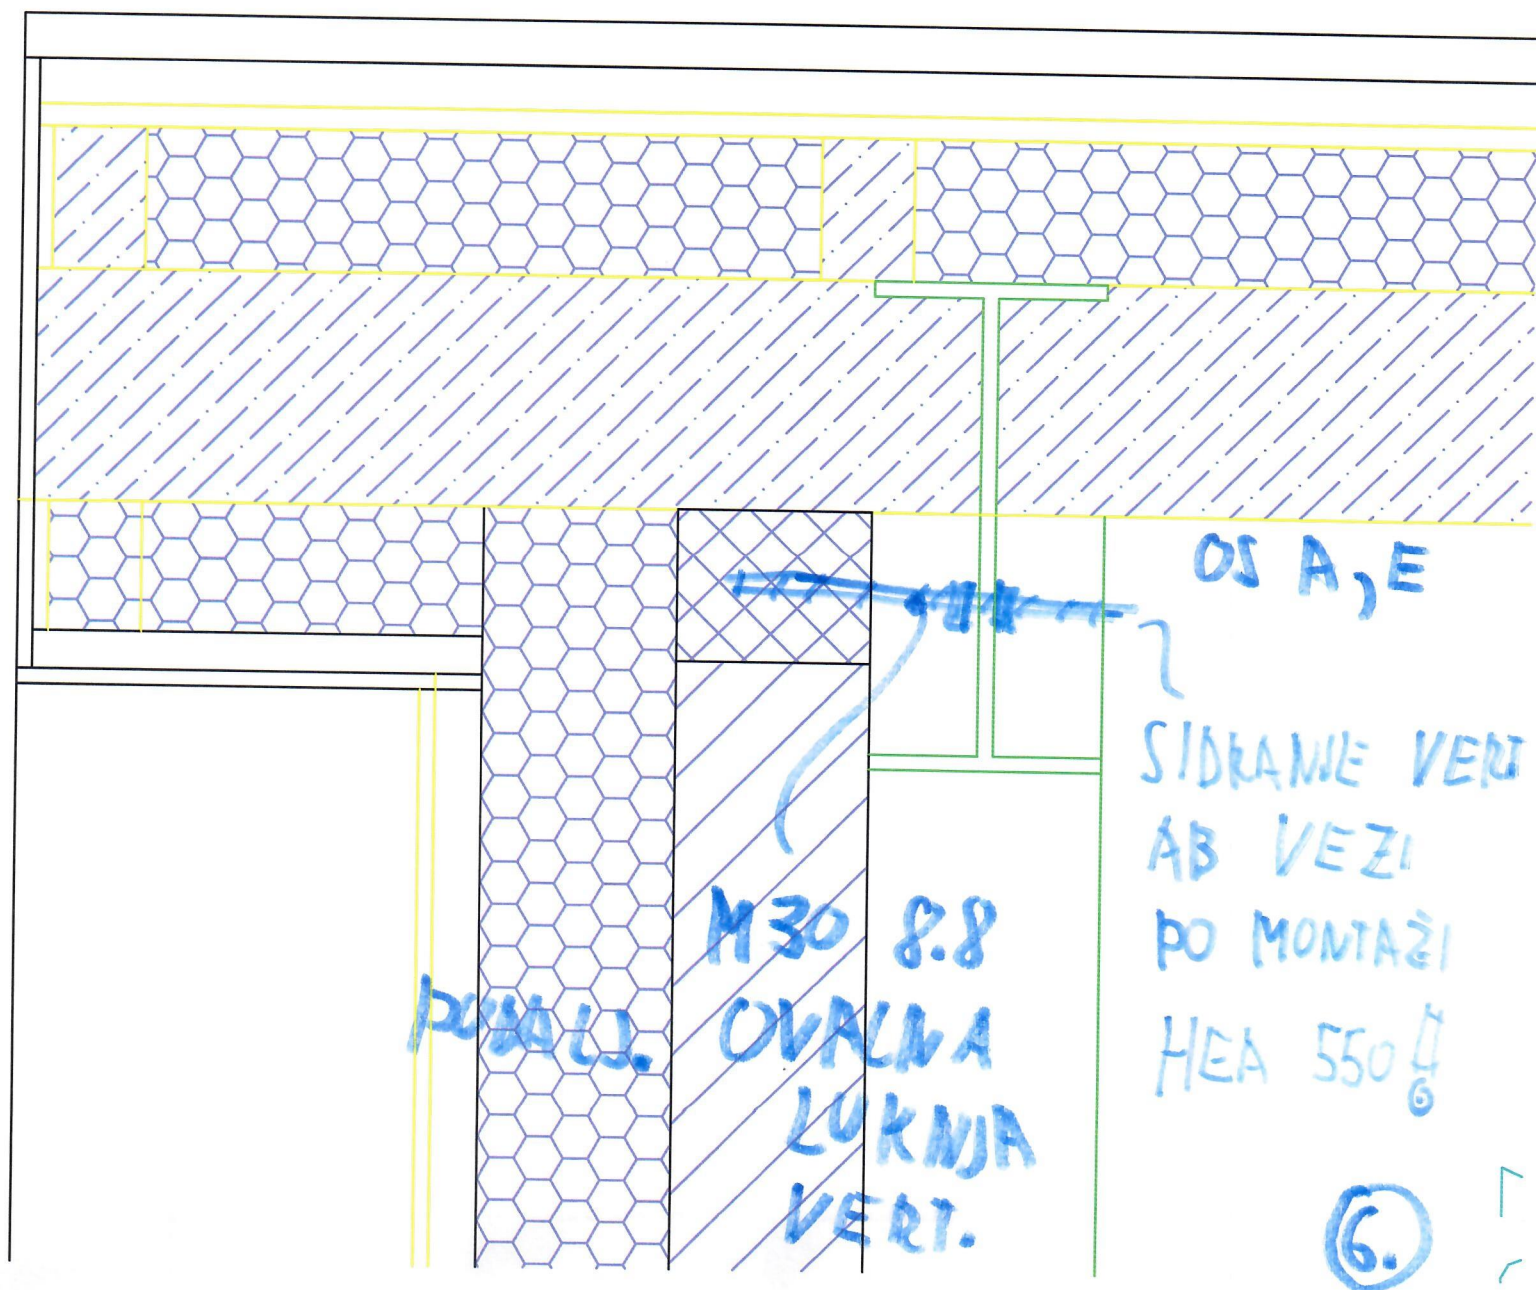 OS A, E
SIDRANJE VERT
AB VEZI
PO MONTAŽI
HEA 550 !
M30 8.8
OVALNA
LUKNJA
VERT.
6.